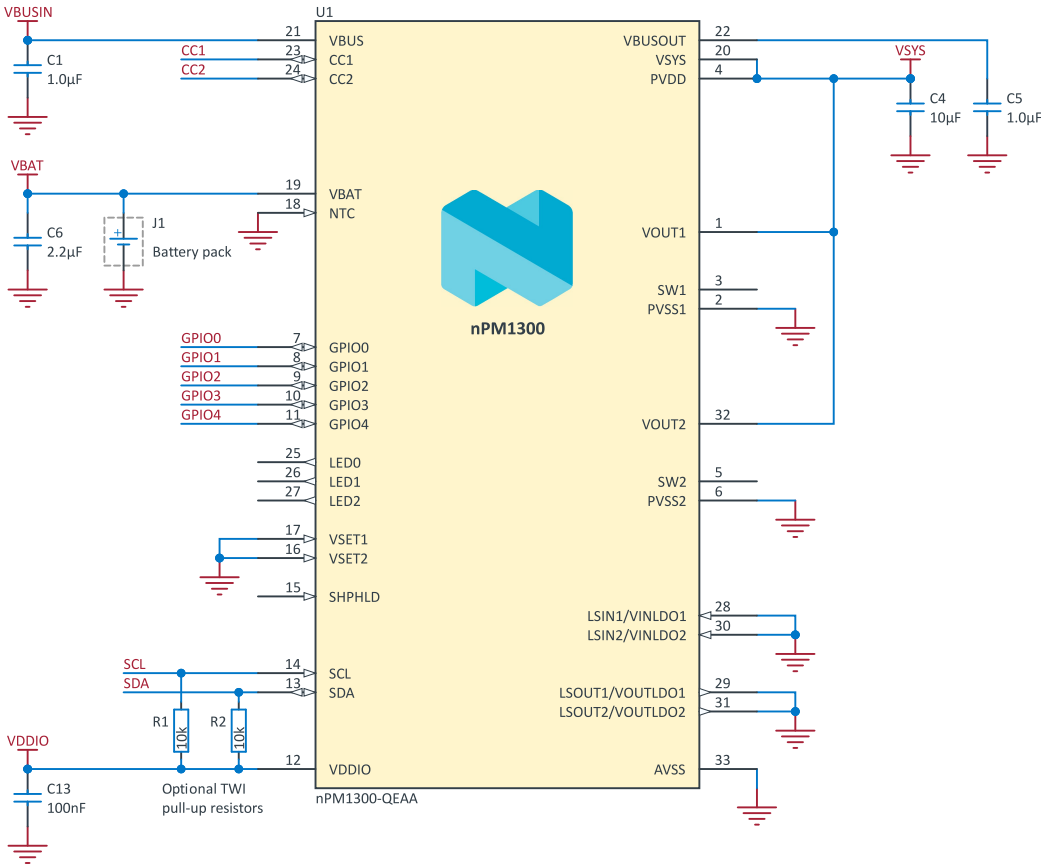 U1
VBUSIN
21
VBUS
C1
1.0µF
CC1
23
CC1
CC2
24
CC2
VBAT
19
VBAT
18
NTC
C6
2.2µF
+
J1
Battery pack
GPIO0
7
GPIO0
GPIO1
8
GPIO1
GPIO2
9
GPIO2
GPIO3
10
GPIO3
GPIO4
11
GPIO4
25
LED0
26
LED1
27
LED2
17
VSET1
16
VSET2
15
SHPHLD
SCL
14
SCL
SDA
13
SDA
R1
10k
R2
10k
VDDIO
12
VDDIO
C13
100nF
Optional TWI
pull-up resistors
nPM1300
VBUSOUT
22
VSYS
20
PVDD
4
VSYS
C4
10µF
C5
1.0µF
VOUT1
1
SW1
3
PVSS1
2
VOUT2
32
SW2
5
PVSS2
6
LSIN1/VINLDO1
28
LSIN2/VINLDO2
30
LSOUT1/VOUTLDO1
29
LSOUT2/VOUTLDO2
31
AVSS
33
nPM1300-QEAA